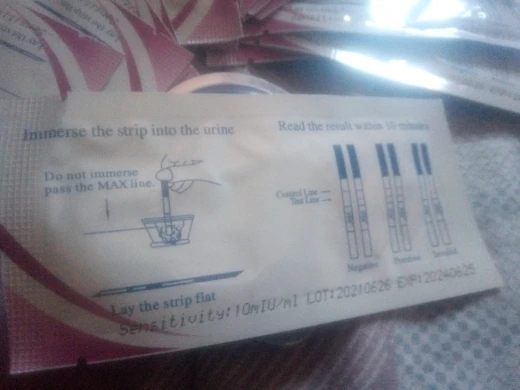 Immerse the strip into the urine
Do not immerse
pass the MAX line.
Lay the strip flat
Read the result within 10 minutes
Control Line
Test Line
Negative Positive Invalid
Sensitivity:10mIU/ml LOT:20210626 EXP:20240625